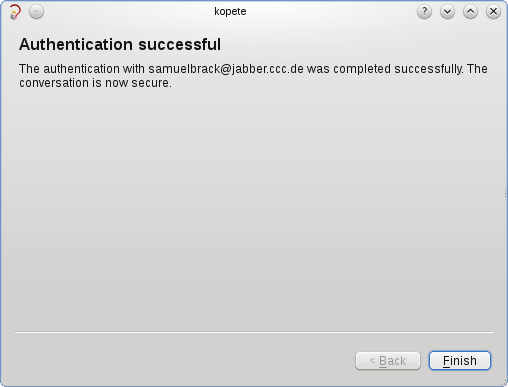 kopete
Authentication successful
The authentication with samuelbrack@jabber.ccc.de was completed successfully. The
conversation is now secure.
< Back
Finish